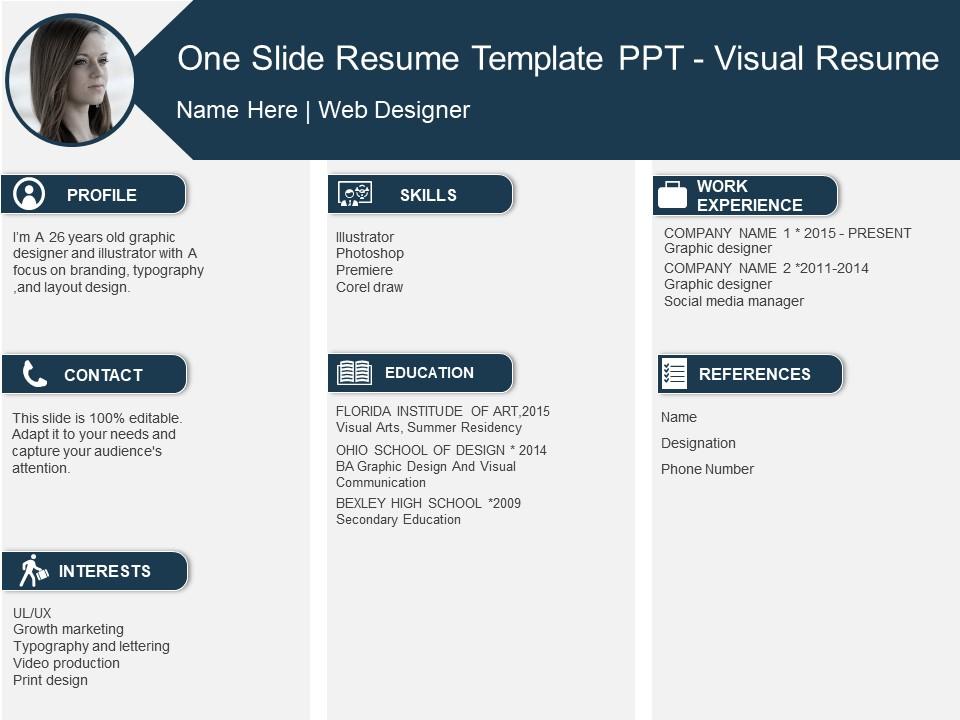 One Slide Resume Template PPT - Visual Resume
Name Here | Web Designer
PROFILE
I'm A 26 years old graphic
designer and illustrator with A
focus on branding, typography
,and layout design.
CONTACT
This slide is 100% editable.
Adapt it to your needs and
capture your audience's
attention.
INTERESTS
UL/UX
Growth marketing
Typography and lettering
Video production
Print design
SKILLS
Illustrator
Photoshop
Premiere
Corel draw
EDUCATION
FLORIDA INSTITUDE OF ART,2015
Visual Arts, Summer Residency
OHIO SCHOOL OF DESIGN * 2014
BA Graphic Design And Visual
Communication
BEXLEY HIGH SCHOOL *2009
Secondary Education
WORK
EXPERIENCE
COMPANY NAME 1 * 2015 - PRESENT
Graphic designer
COMPANY NAME 2 *2011-2014
Graphic designer
Social media manager
REFERENCES
Name
Designation
Phone Number